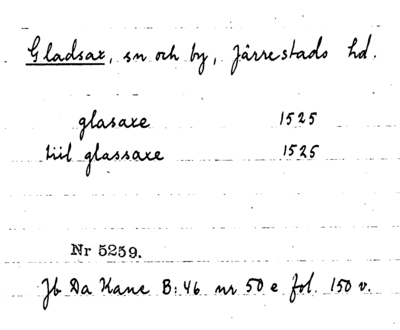 Gladsax, sn och by, Järrestads hd.
glasaxe 1525
tiil glassaxe 1525
Nr 5259.
Jb Da Kanc B:46 nr 50 e fol. 150 v.